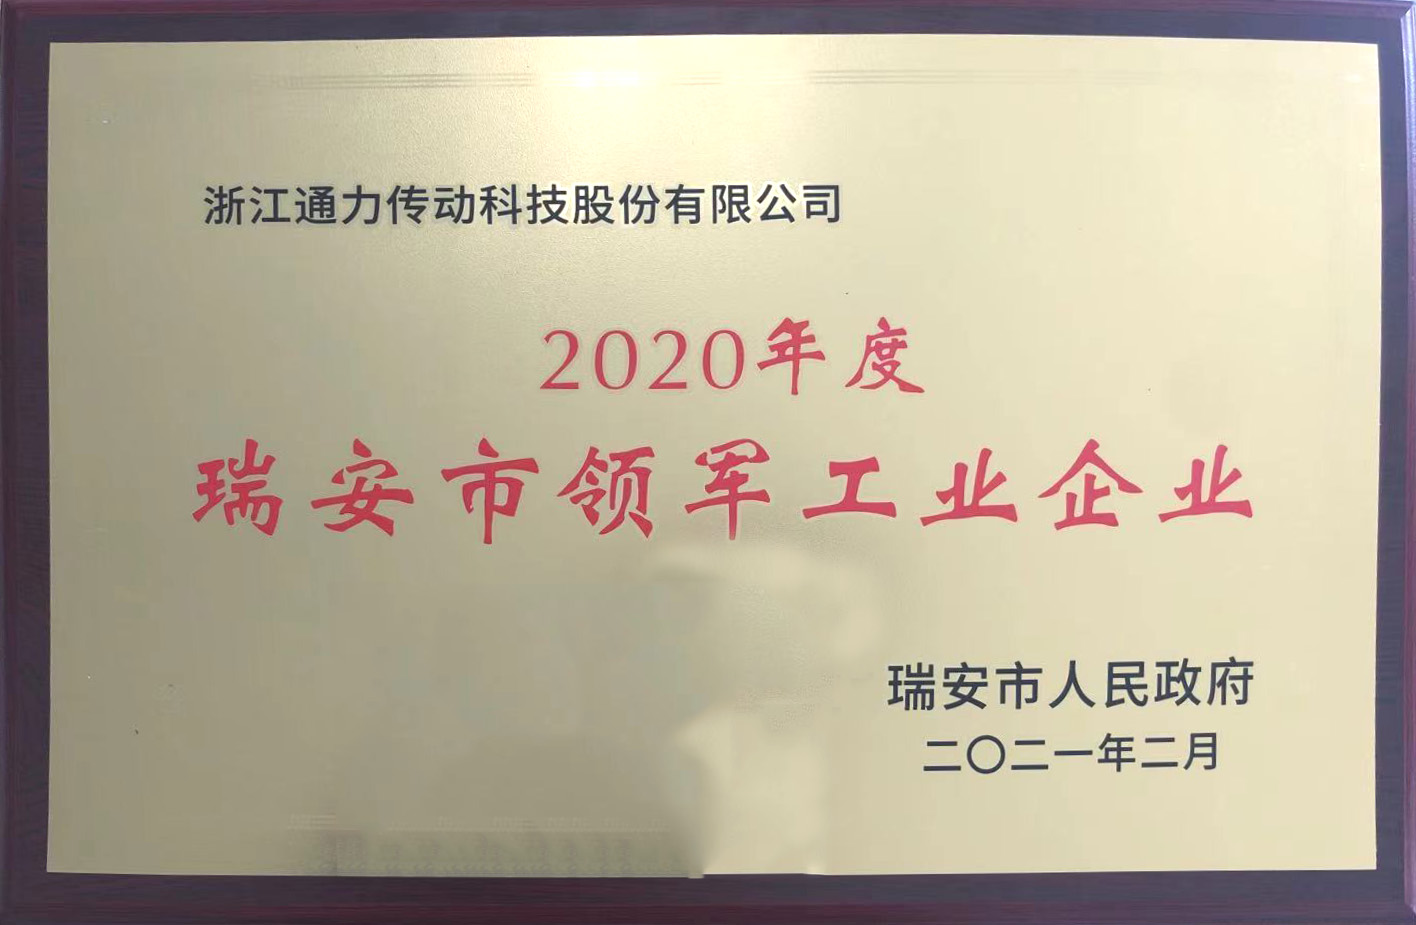 浙江通力传动科技股份有限公司
2020年度
瑞安市领军工业企业
瑞安市人民政府
二〇二一年二月